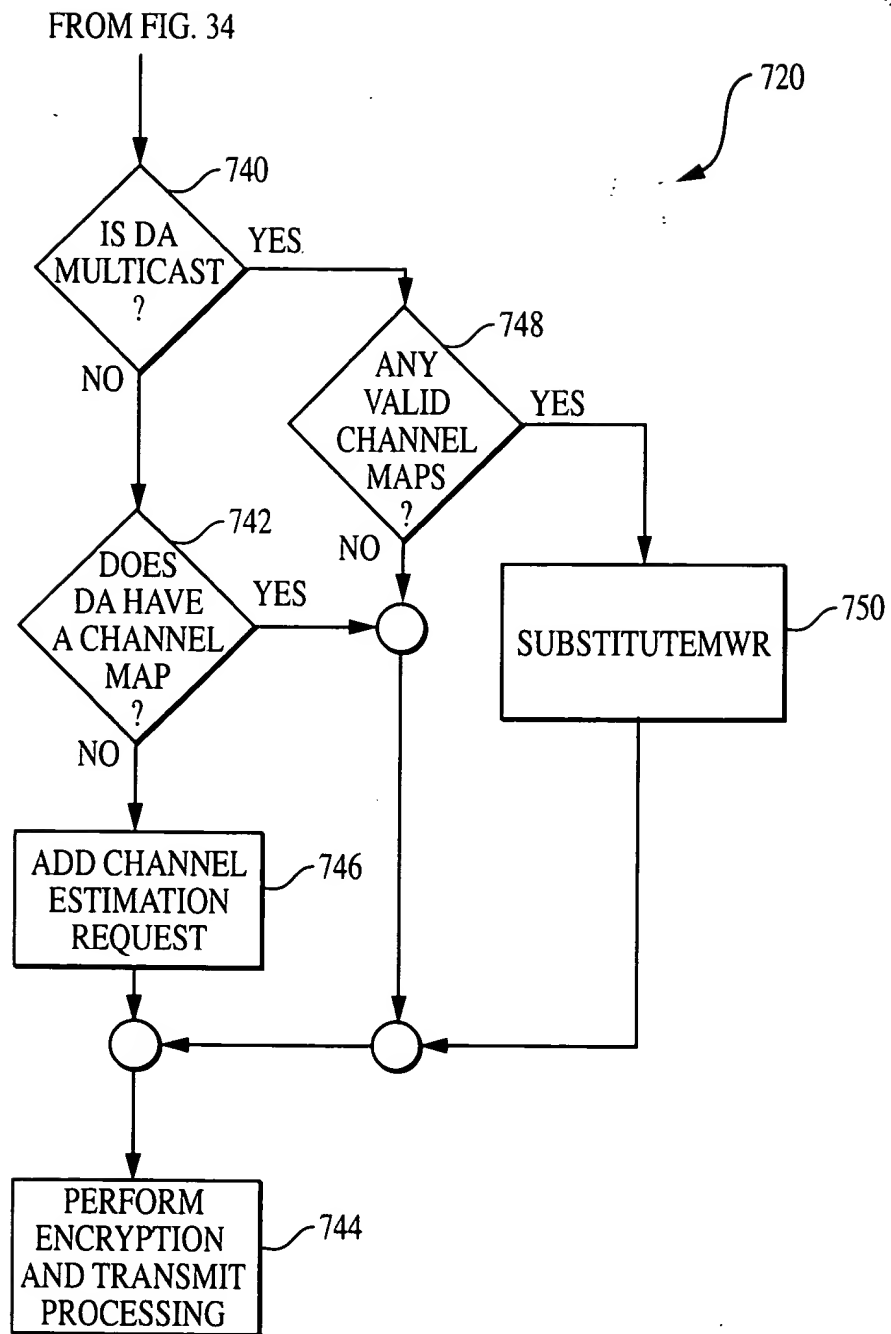 FROM FIG. 34
720
740
IS DA
MULTICAST
?
YES
NO
748
ANY
VALID
CHANNEL
MAPS
?
YES
NO
742
DOES
DA HAVE
A CHANNEL
MAP
?
YES
NO
750
SUBSTITUTEMWR
746
ADD CHANNEL
ESTIMATION
REQUEST
744
PERFORM
ENCRYPTION
AND TRANSMIT
PROCESSING